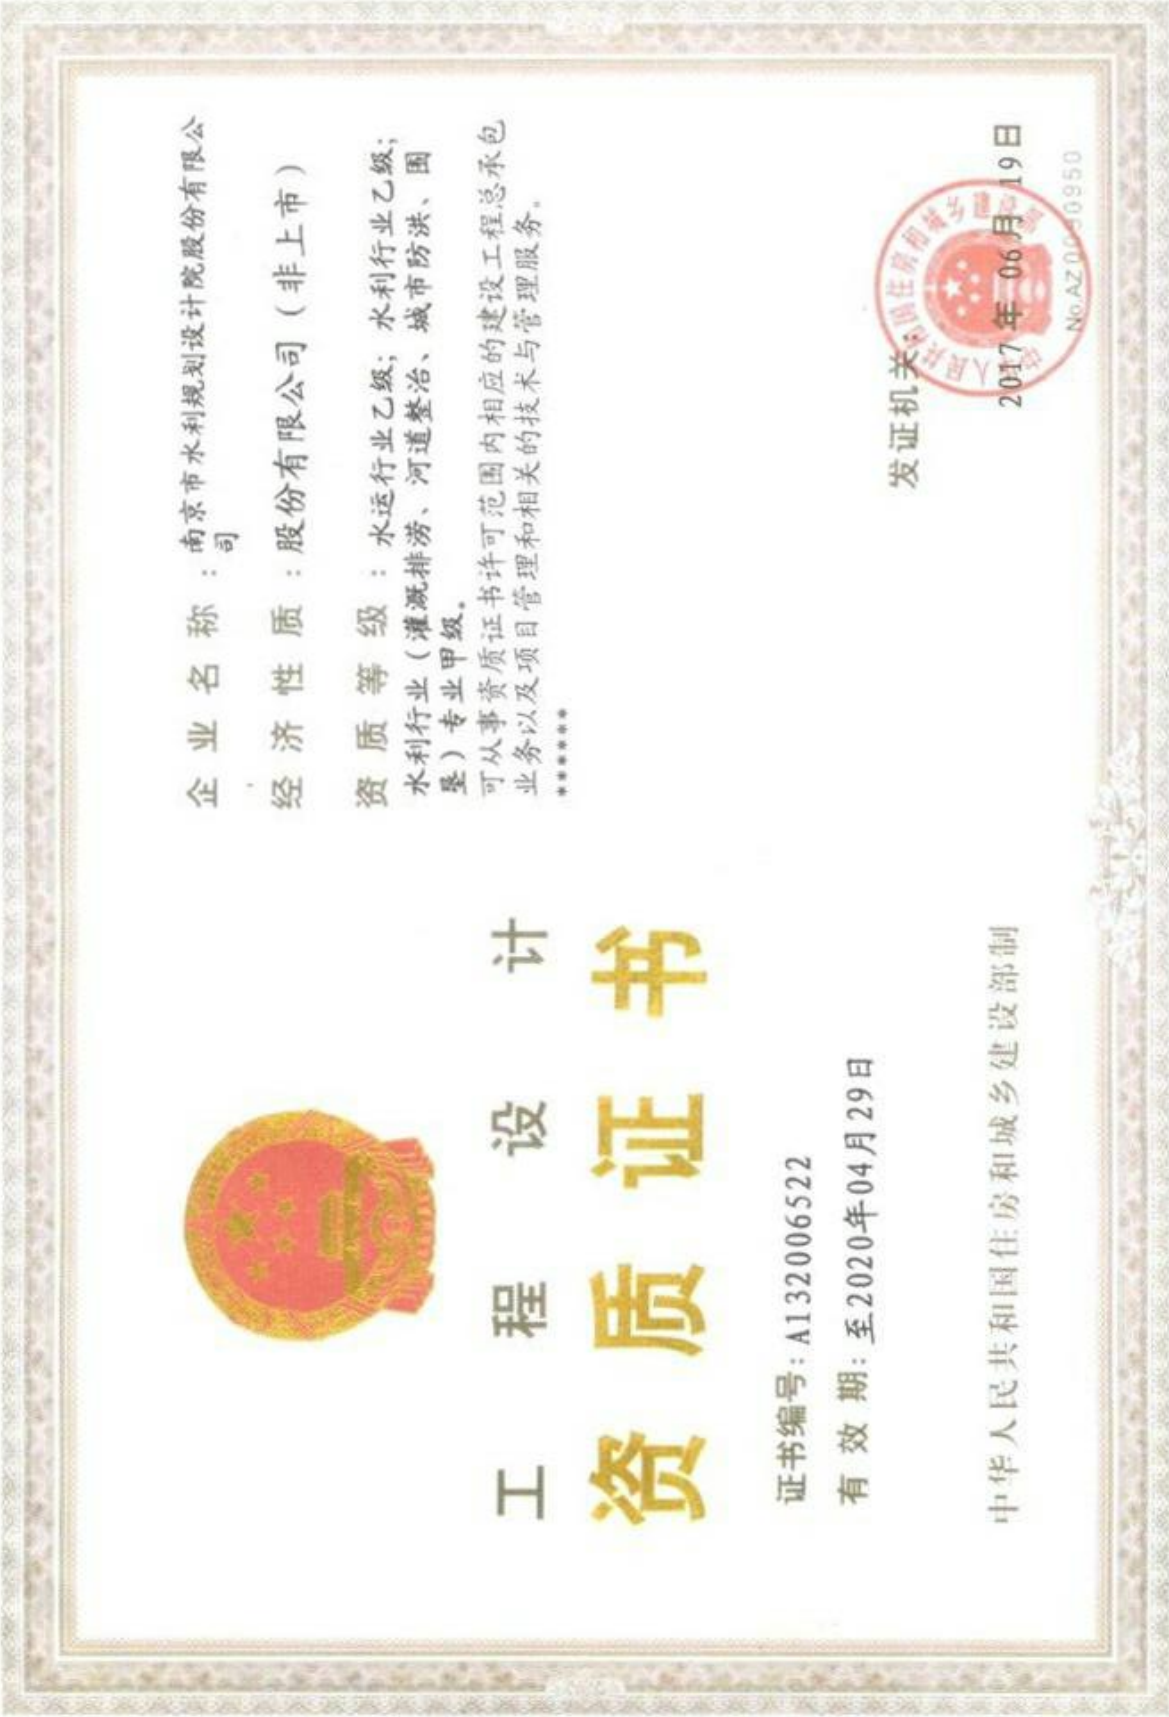 工程设计
资质证书
证书编号：A132006522
有效期：至2020年04月29日
中华人民共和国住房和城乡建设部制
企业名称：南京市水利规划设计院股份有限公
司
经济性质：股份有限公司（非上市）
资质等级：水运行业乙级；水利行业乙级；
水利行业（灌溉排涝、河道整治、城市防洪、围
垦）专业甲级。
可从事资质证书许可范围内相应的建设工程总承包
业务以及项目管理和相关的技术与管理服务。
*******
发证机关：
2017年06月19日